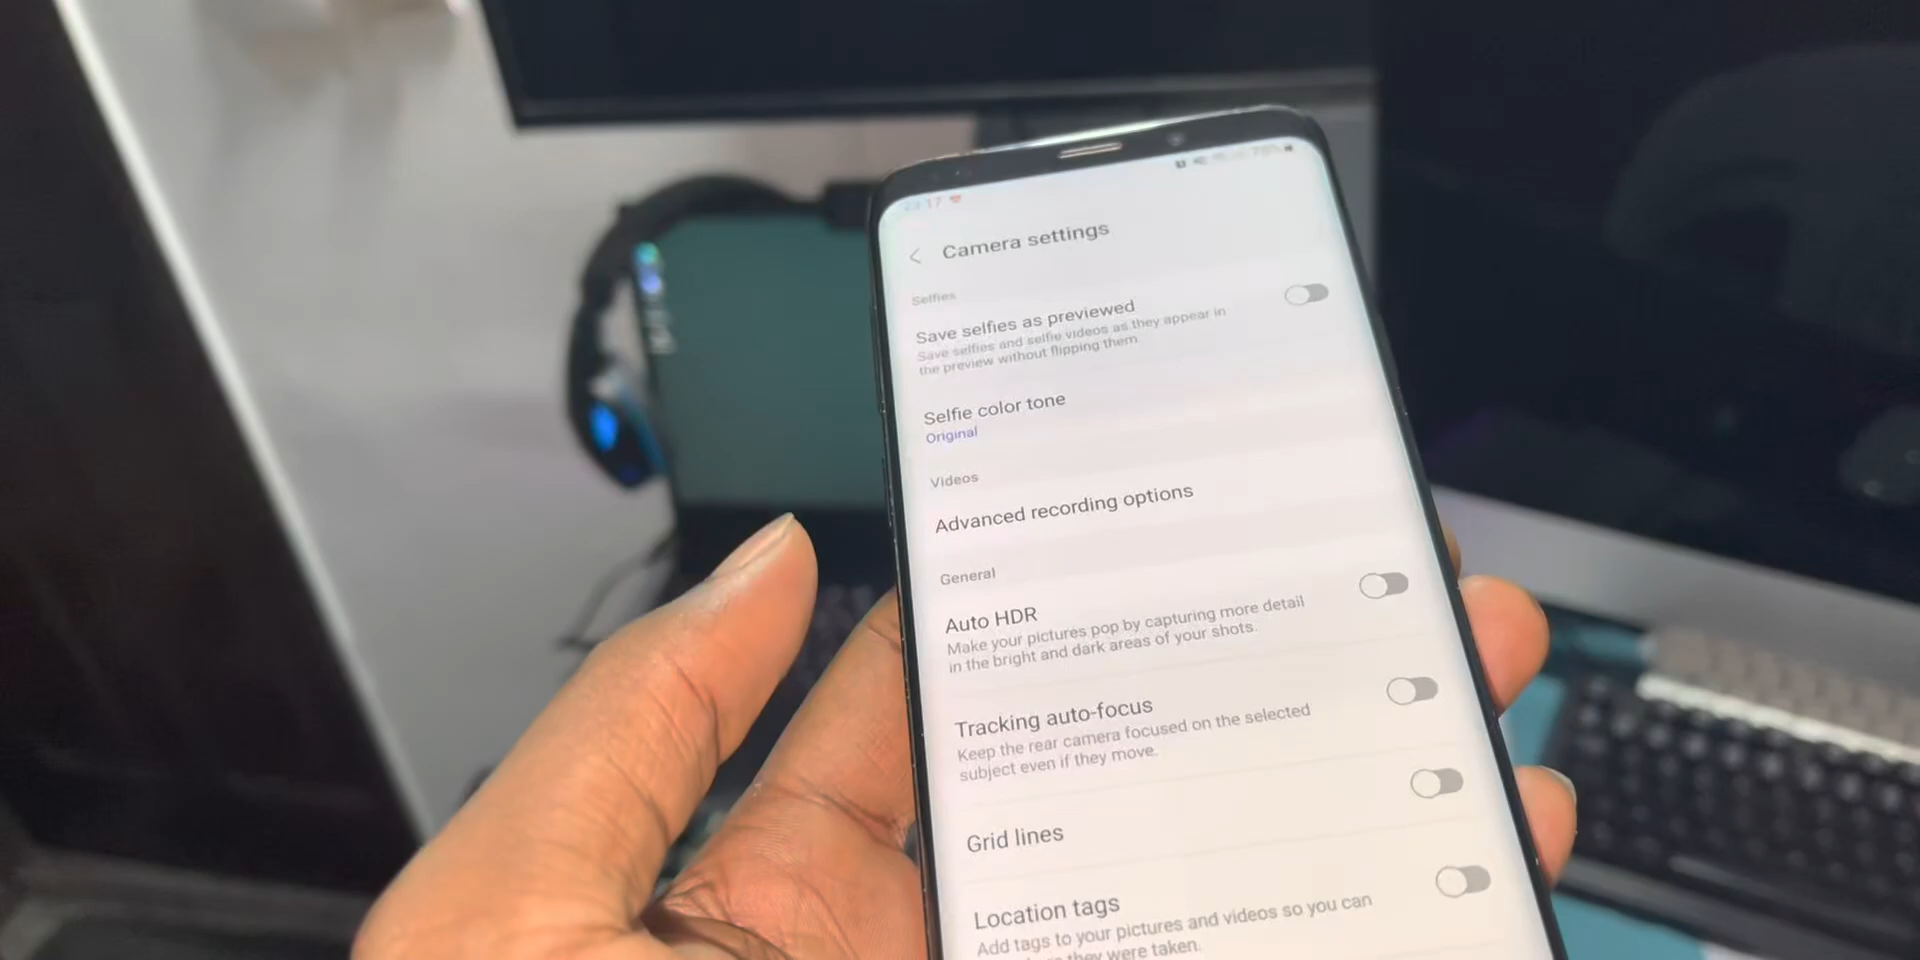 Camera settings
Selfies
Save selfies as previewed
Save selfies and selfie videos as they appear in
the preview without flipping them.
Selfie color tone
Original
Videos
Advanced recording options
General
Auto HDR
Make your pictures pop by capturing more detail
in the bright and dark areas of your shots.
Tracking auto-focus
Keep the rear camera focused on the selected
subject even if they move.
Grid lines
Location tags
Add tags to your pictures and videos so you can
they were taken.